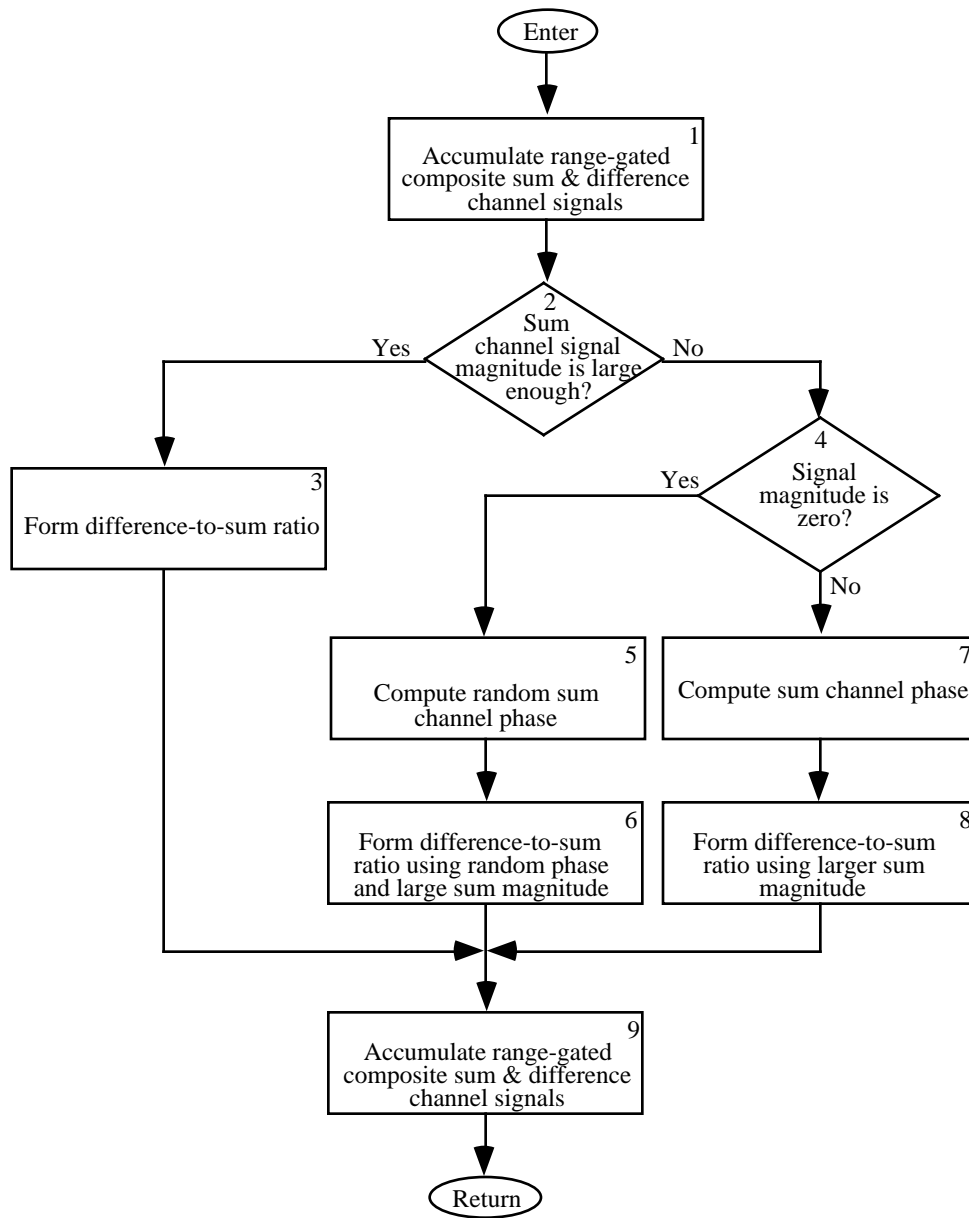 Enter
1
Accumulate range-gated
composite sum & difference
channel signals
2
Sum
channel signal
magnitude is large
enough?
Yes
No
3
Form difference-to-sum ratio
4
Signal
magnitude is
zero?
Yes
No
5
Compute random sum
channel phase
7
Compute sum channel phase
6
Form difference-to-sum
ratio using random phase
and large sum magnitude
8
Form difference-to-sum
ratio using larger sum
magnitude
9
Accumulate range-gated
composite sum & difference
channel signals
Return